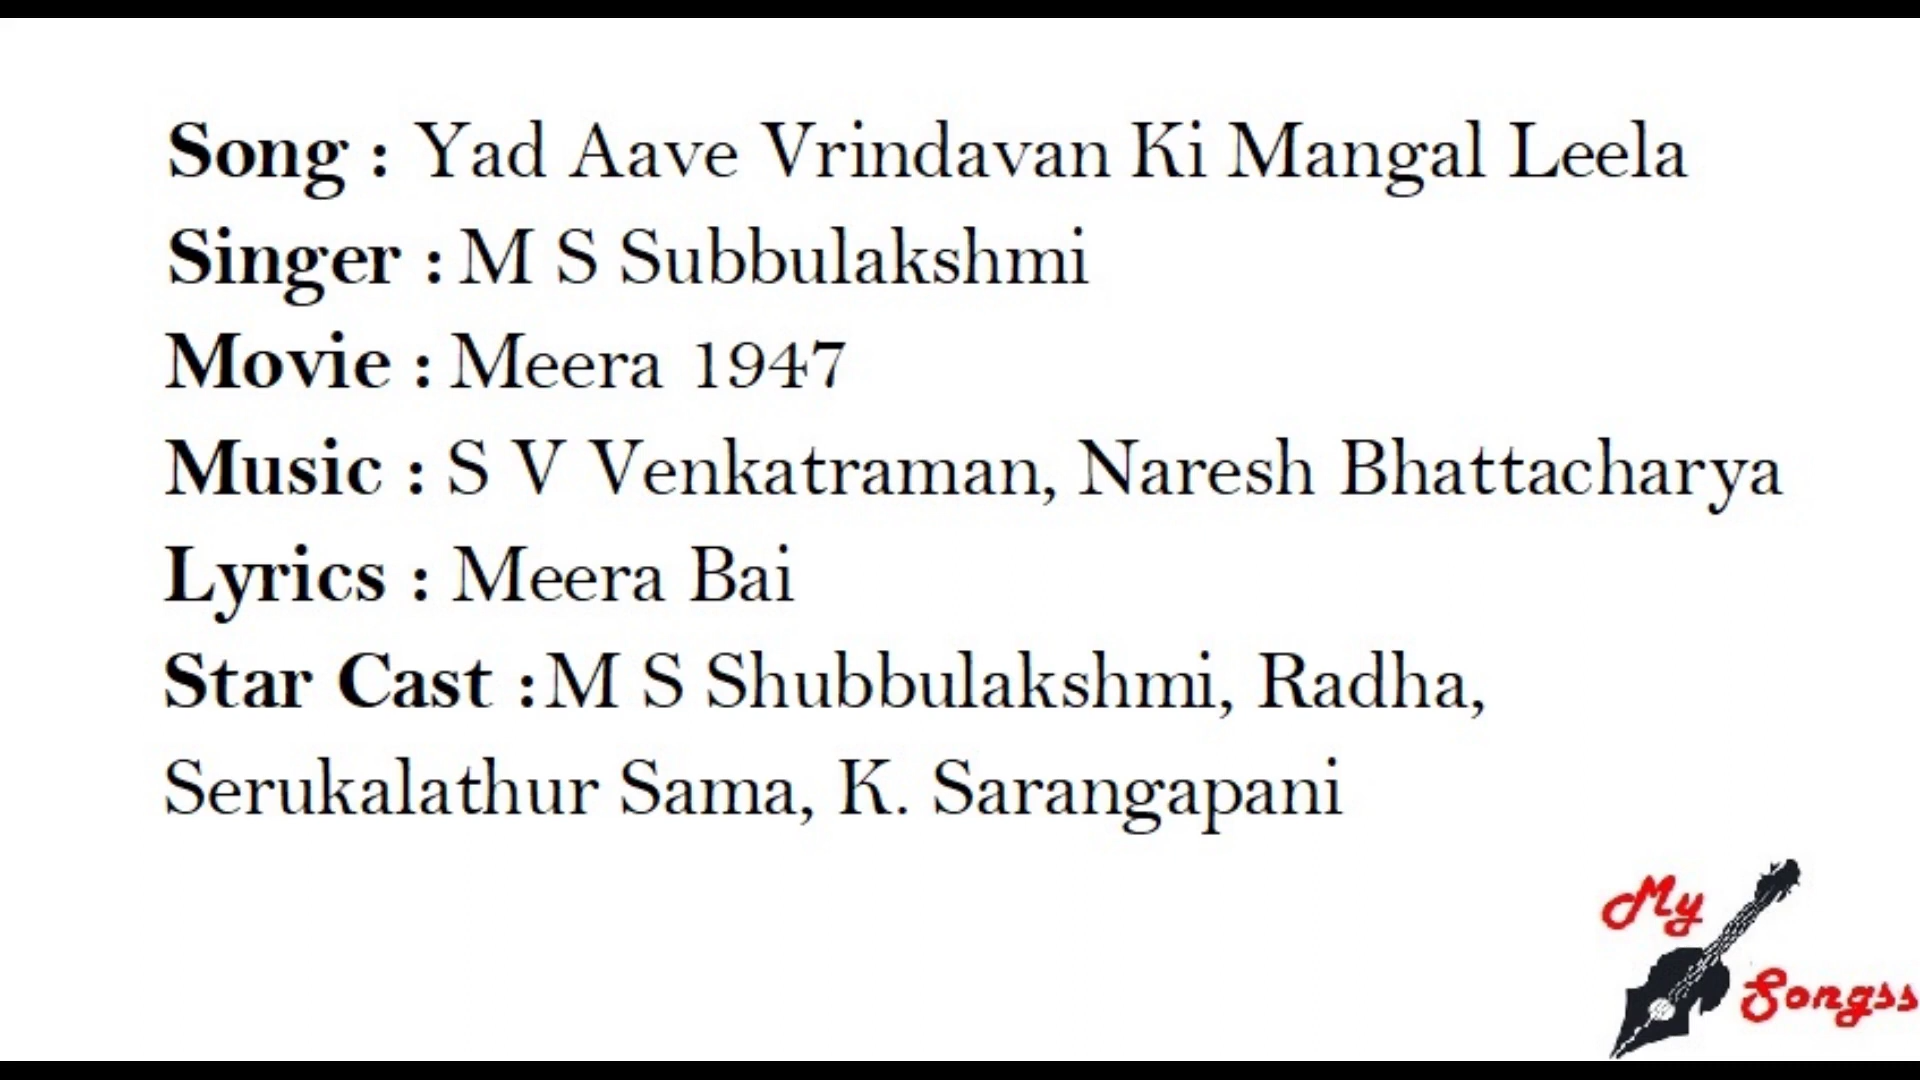 Song : Yad Aave Vrindavan Ki Mangal Leela
Singer : M S Subbulakshmi
Movie : Meera 1947
Music : S V Venkatraman, Naresh Bhattacharya
Lyrics : Meera Bai
Star Cast :M S Shubbulakshmi, Radha,
Serukalathur Sama, K. Sarangapani
My
Songss